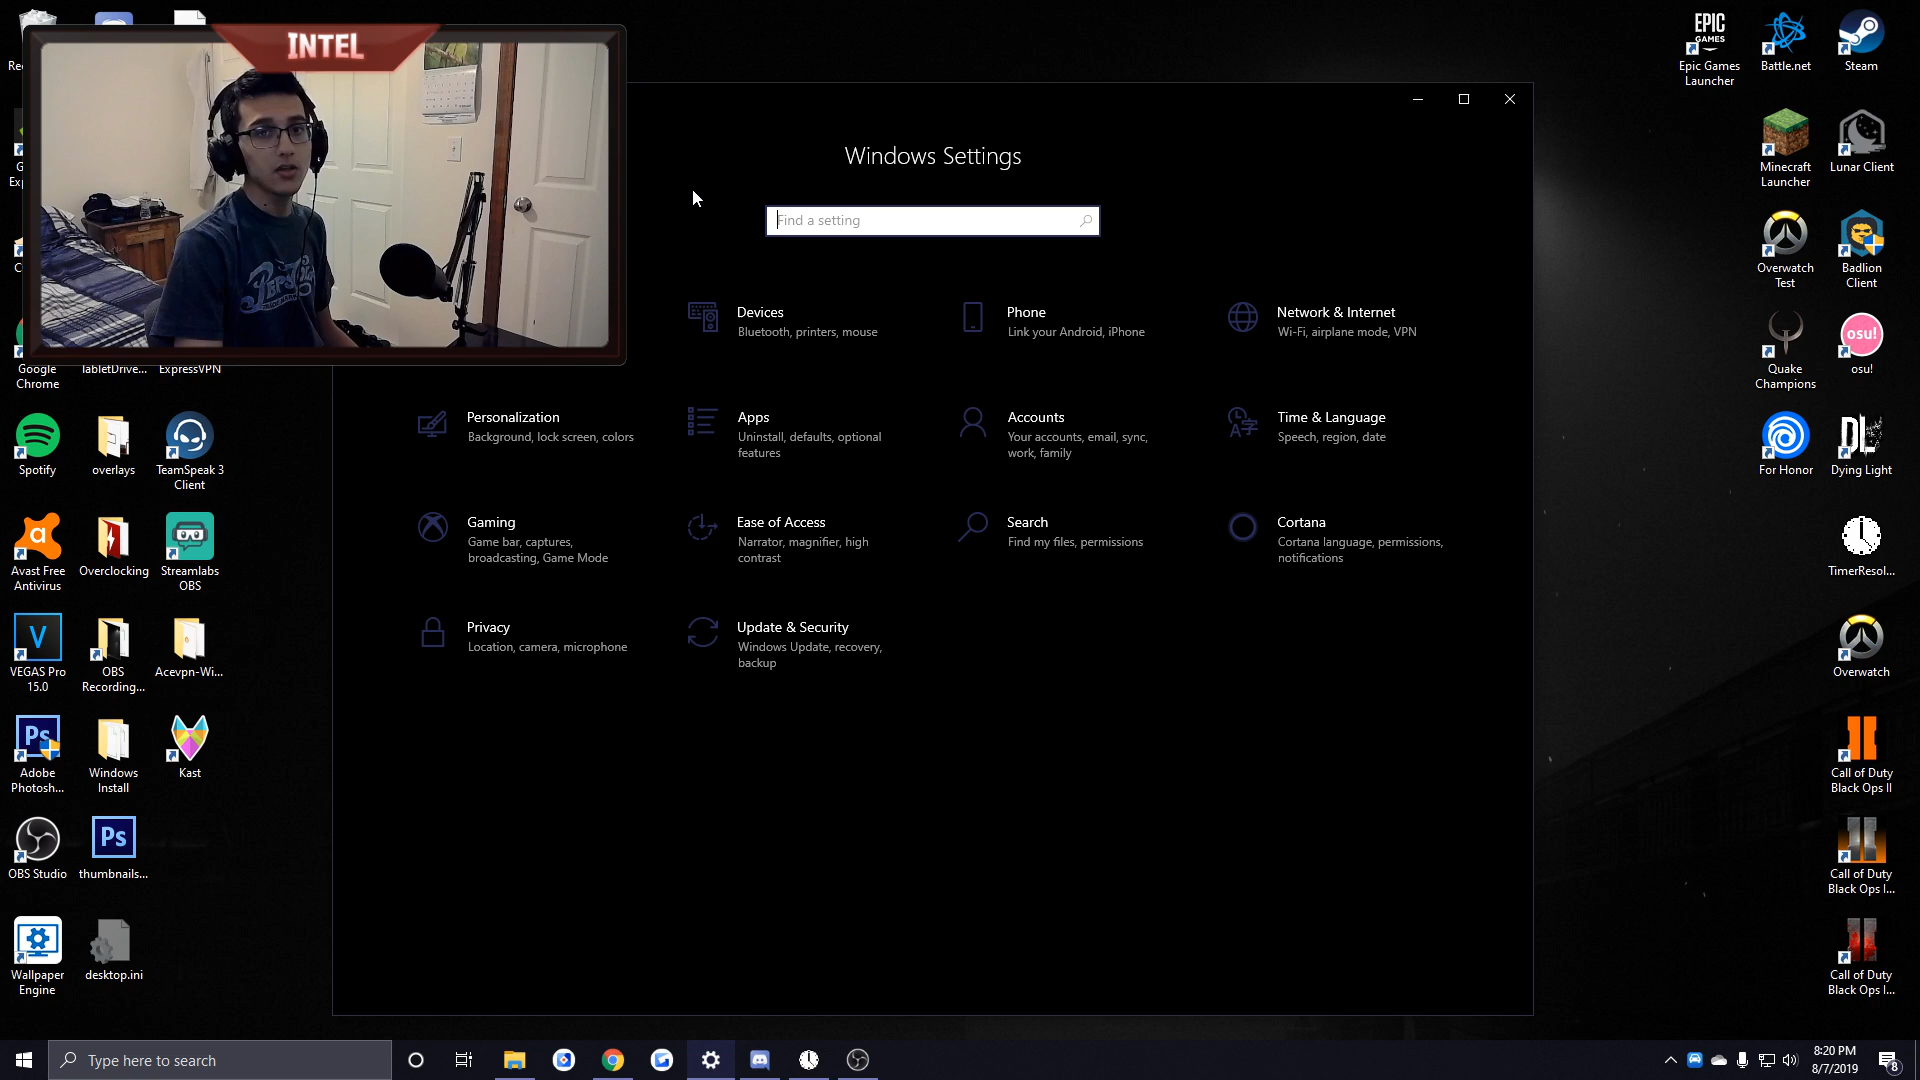 INTEL
Rec
G
Exp
C
Google
Chrome
TabletDrive...
ExpressVPN
Spotify
overlays
TeamSpeak 3
Client
Avast Free
Antivirus
Overclocking
Streamlabs
OBS
V
VEGAS Pro
15.0
OBS
Recording...
Acevpn-Wi...
Ps
Adobe
Photosh...
Windows
Install
Kast
OBS Studio
Ps
thumbnails...
Wallpaper
Engine
desktop.ini
Windows Settings
Find a setting
Devices
Bluetooth, printers, mouse
Phone
Link your Android, iPhone
Network & Internet
Wi-Fi, airplane mode, VPN
Personalization
Background, lock screen, colors
Apps
Uninstall, defaults, optional
features
Accounts
Your accounts, email, sync,
work, family
Time & Language
Speech, region, date
Gaming
Game bar, captures,
broadcasting, Game Mode
Ease of Access
Narrator, magnifier, high
contrast
Search
Find my files, permissions
Cortana
Cortana language, permissions,
notifications
Privacy
Location, camera, microphone
Update & Security
Windows Update, recovery,
backup
EPIC
GAMES
Epic Games
Launcher
Battle.net
Steam
Minecraft
Launcher
Lunar Client
Overwatch
Test
Badlion
Client
Quake
Champions
osu!
osu!
For Honor
DL
Dying Light
TimerResol...
Overwatch
Call of Duty
Black Ops II
Call of Duty
Black Ops I...
Call of Duty
Black Ops I...
Type here to search
8:20 PM
8/7/2019
8